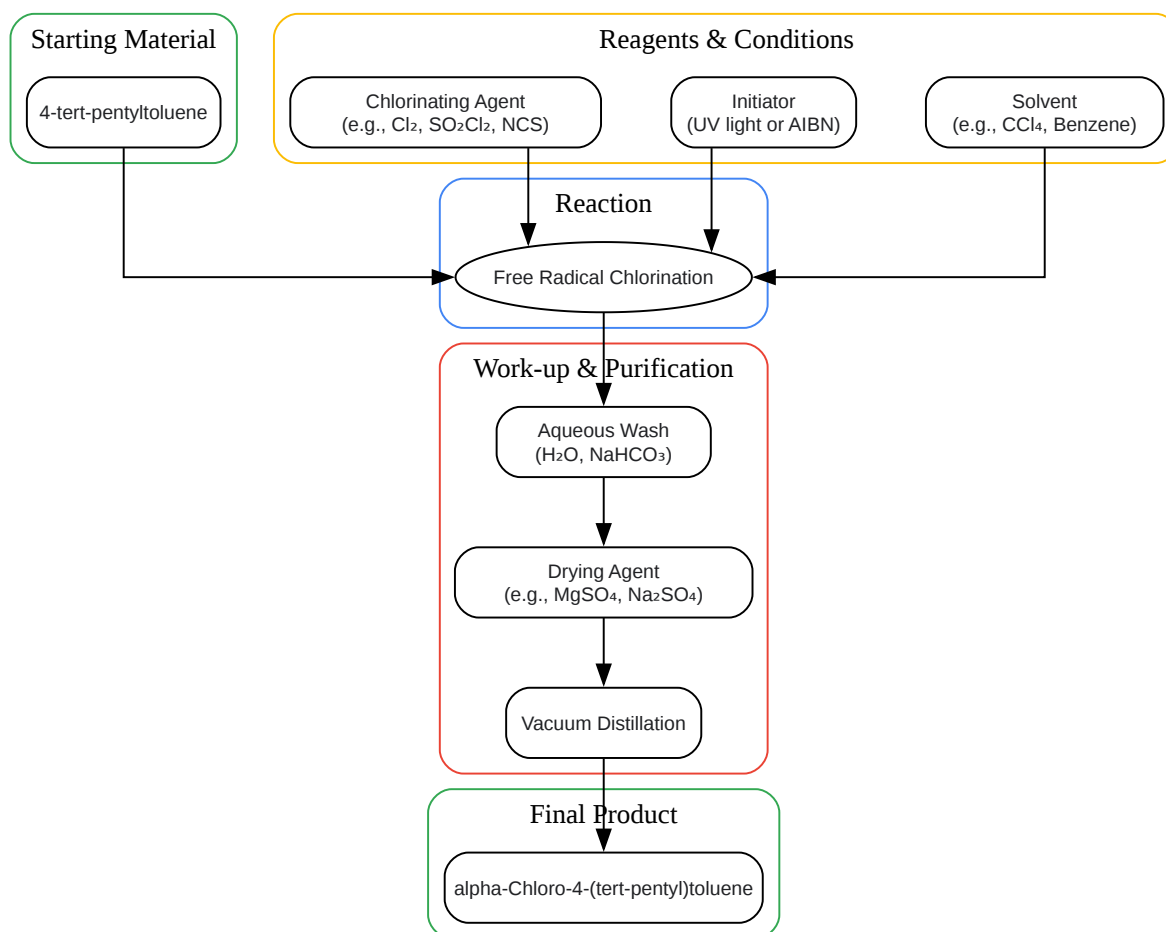 Starting Material
4-tert-pentyltoluene
Reagents & Conditions
Chlorinating Agent
(e.g., Cl₂, SO₂Cl₂, NCS)
Initiator
(UV light or AIBN)
Solvent
(e.g., CCl₄, Benzene)
Reaction
Free Radical Chlorination
Work-up & Purification
Aqueous Wash
(H₂O, NaHCO₃)
Drying Agent
(e.g., MgSO₄, Na₂SO₄)
Vacuum Distillation
Final Product
alpha-Chloro-4-(tert-pentyl)toluene